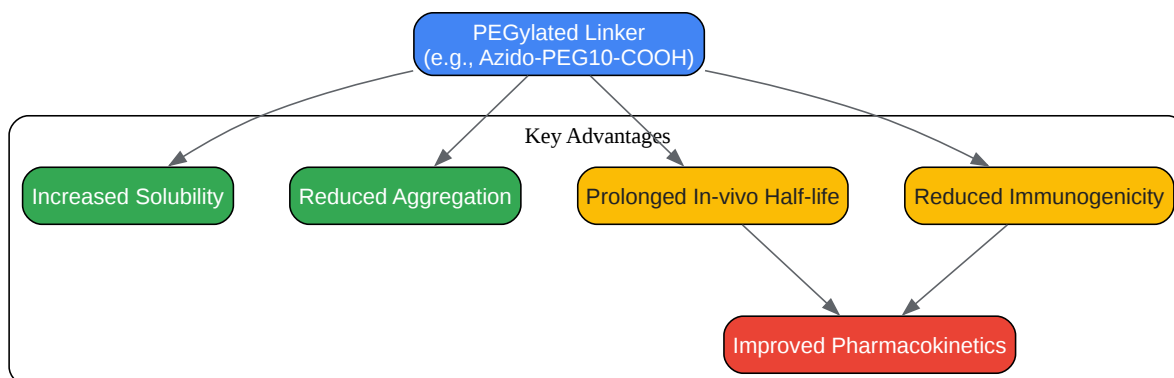 PEGylated Linker
(e.g., Azido-PEG10-COOH)
Key Advantages
Increased Solubility
Reduced Aggregation
Prolonged In-vivo Half-life
Reduced Immunogenicity
Improved Pharmacokinetics